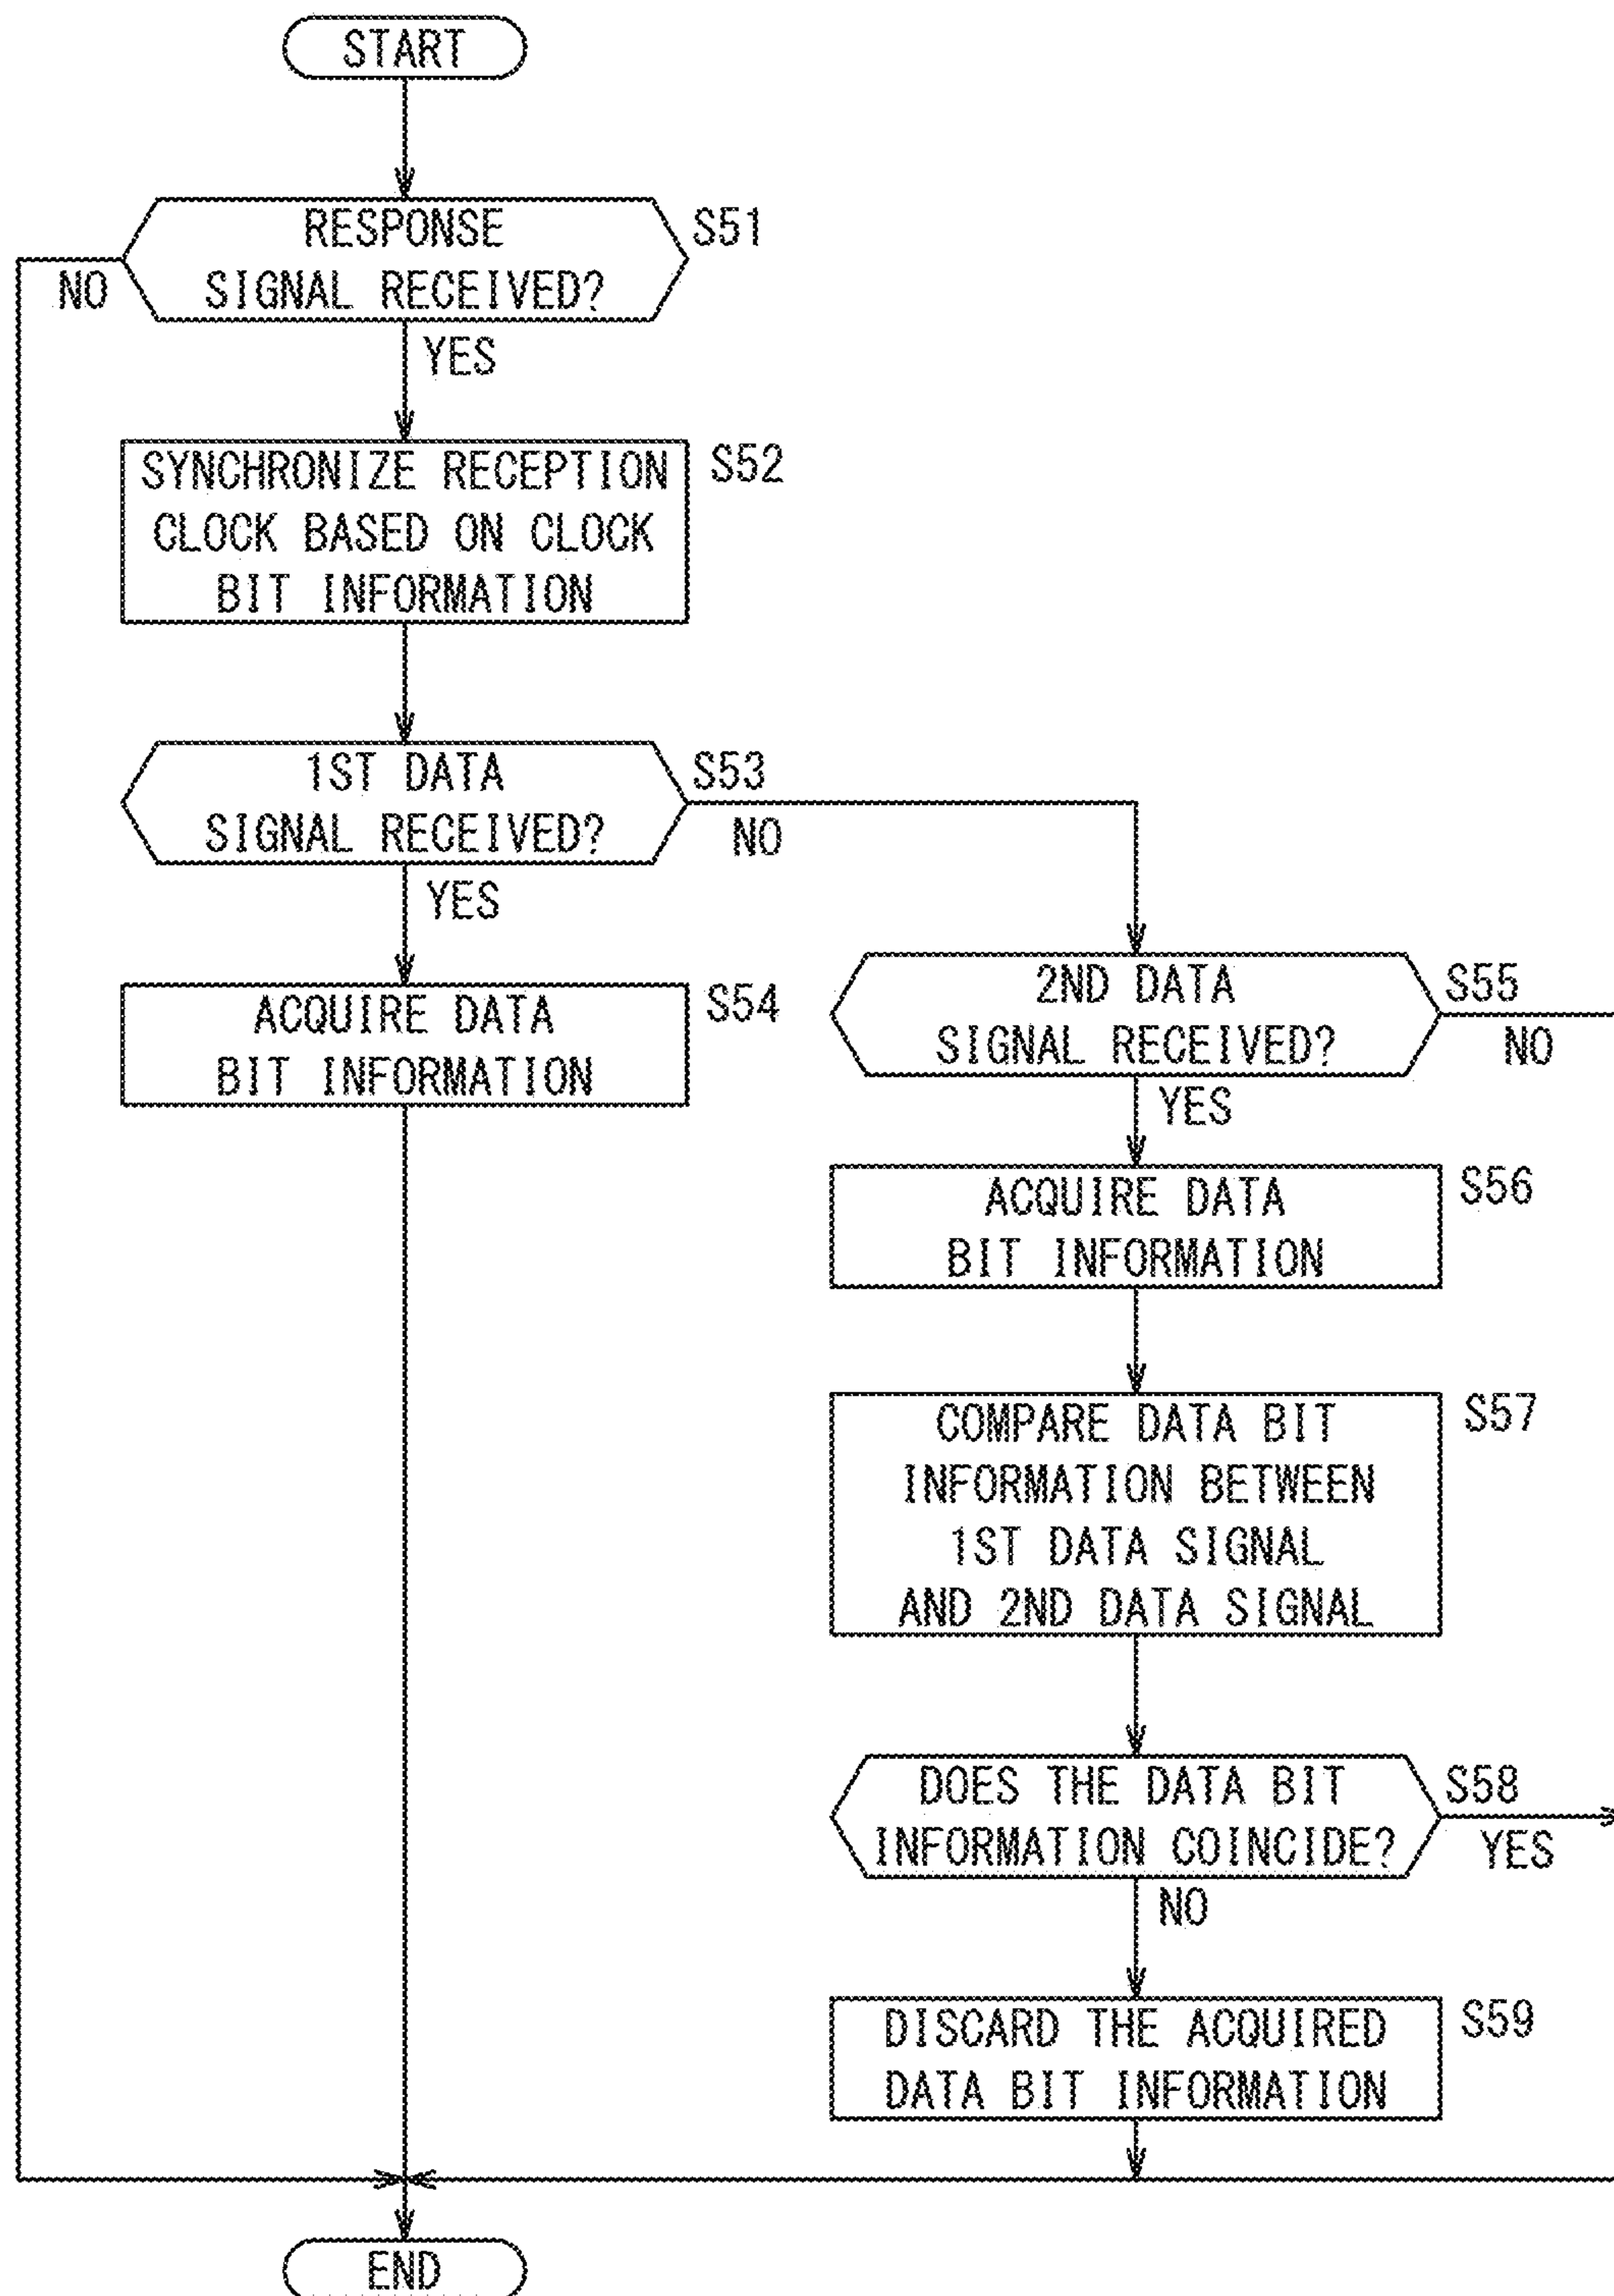 START
RESPONSE
SIGNAL RECEIVED?
S51
NO
YES
SYNCHRONIZE RECEPTION
CLOCK BASED ON CLOCK
BIT INFORMATION
S52
1ST DATA
SIGNAL RECEIVED?
S53
NO
YES
ACQUIRE DATA
BIT INFORMATION
S54
2ND DATA
SIGNAL RECEIVED?
S55
NO
YES
ACQUIRE DATA
BIT INFORMATION
S56
COMPARE DATA BIT
INFORMATION BETWEEN
1ST DATA SIGNAL
AND 2ND DATA SIGNAL
S57
DOES THE DATA BIT
INFORMATION COINCIDE?
S58
YES
NO
DISCARD THE ACQUIRED
DATA BIT INFORMATION
S59
END